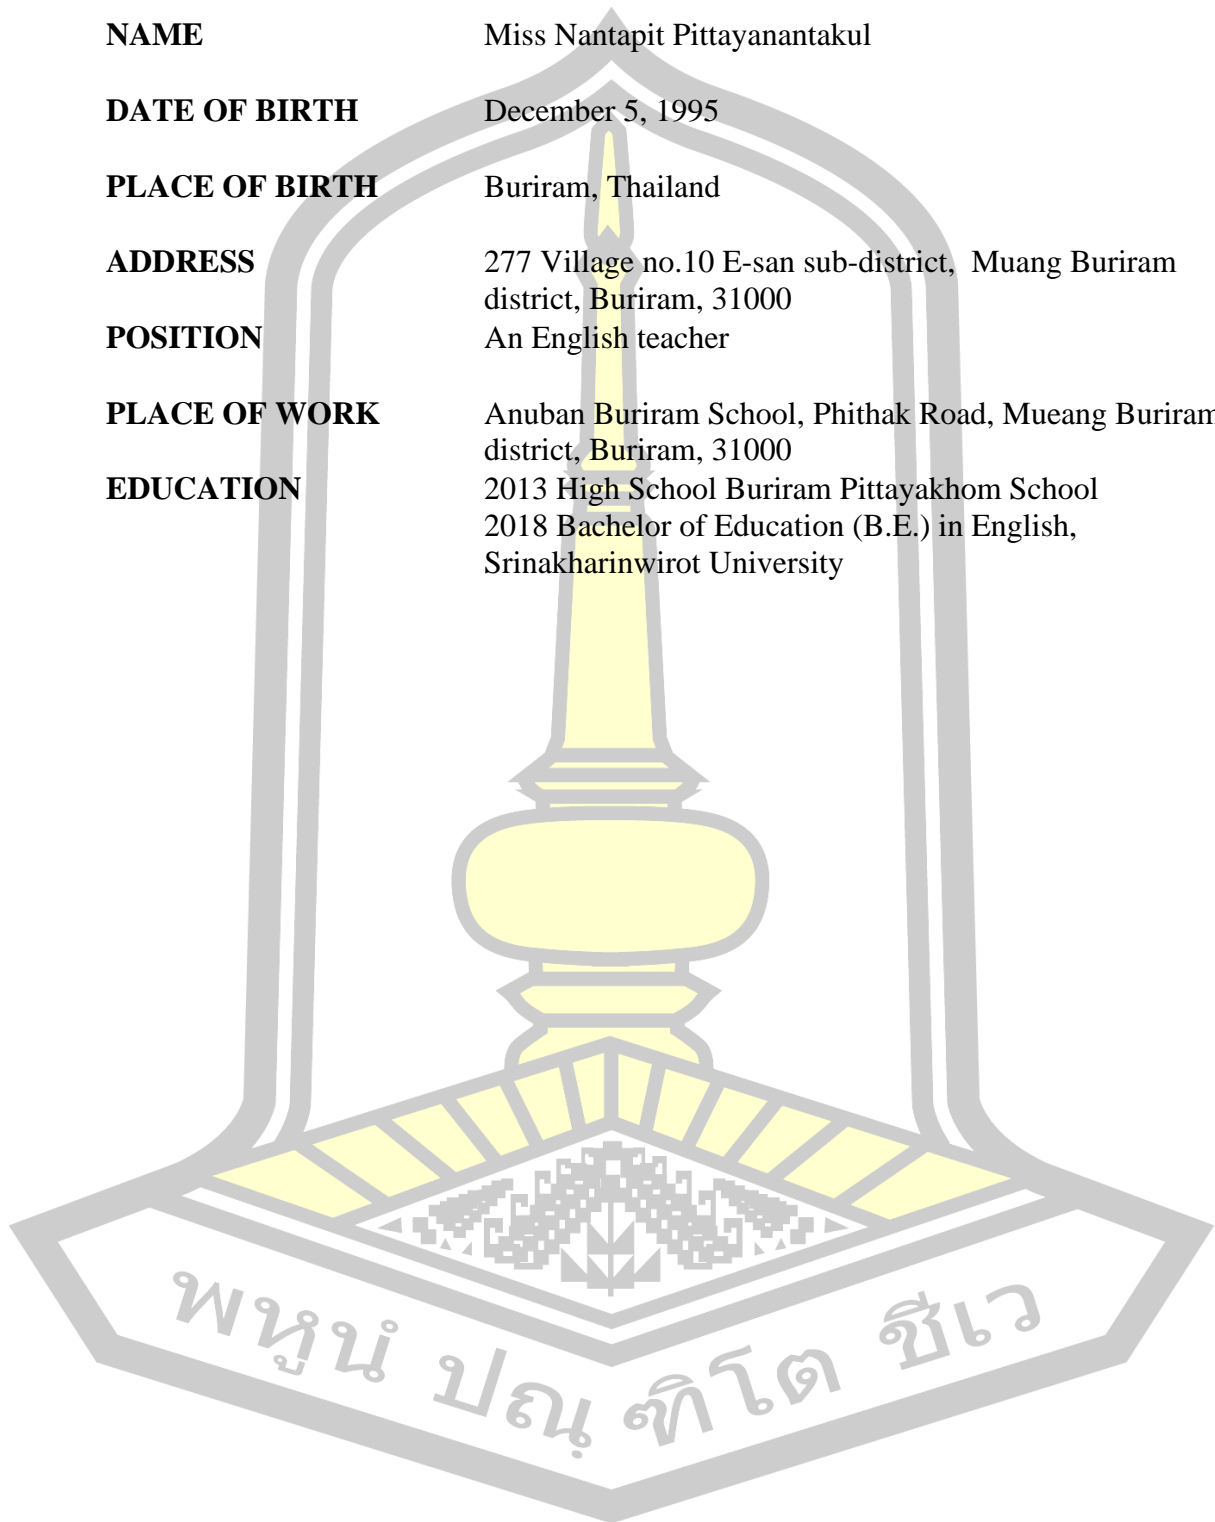 NAME Miss Nantapit Pittayanantakul
DATE OF BIRTH December 5, 1995
PLACE OF BIRTH Buriram, Thailand
ADDRESS 277 Village no.10 E-san sub-district, Muang Buriram
district, Buriram, 31000
POSITION An English teacher
PLACE OF WORK Anuban Buriram School, Phithak Road, Mueang Buriram
district, Buriram, 31000
EDUCATION 2013 High School Buriram Pittayakhom School
2018 Bachelor of Education (B.E.) in English,
Srinakharinwirot University
พหูนํ ปณฺฑิโต ชีเว